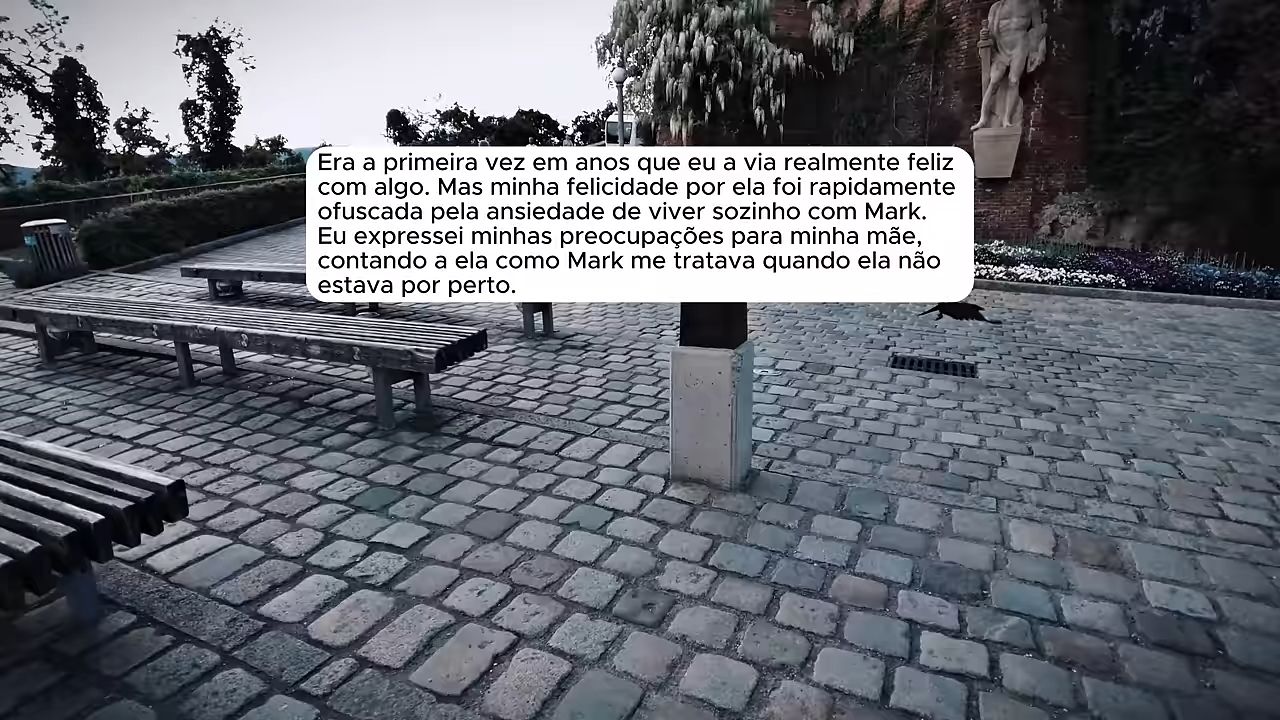 Era a primeira vez em anos que eu a via realmente feliz
com algo. Mas minha felicidade por ela foi rapidamente
ofuscada pela ansiedade de viver sozinho com Mark.
Eu expressei minhas preocupações para minha mãe,
contando a ela como Mark me tratava quando ela não
estava por perto.